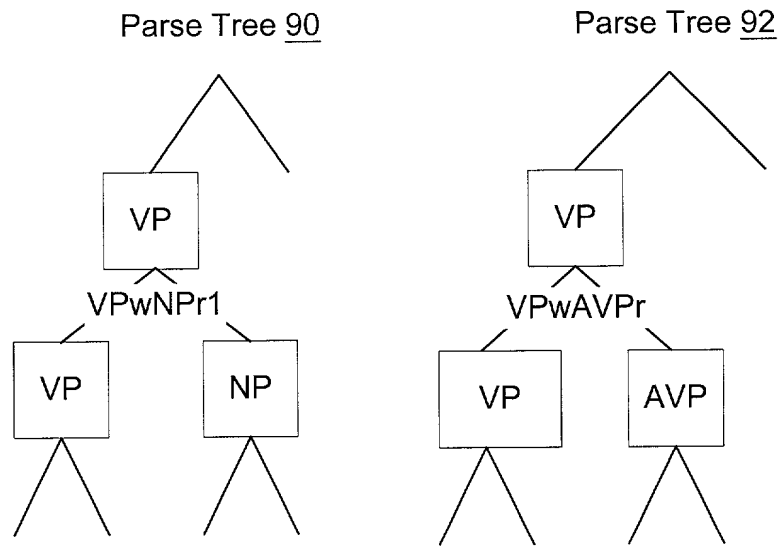 Parse Tree 90
Parse Tree 92
VP
VP
VPwNPr1
VPwAVPr
VP
NP
VP
AVP